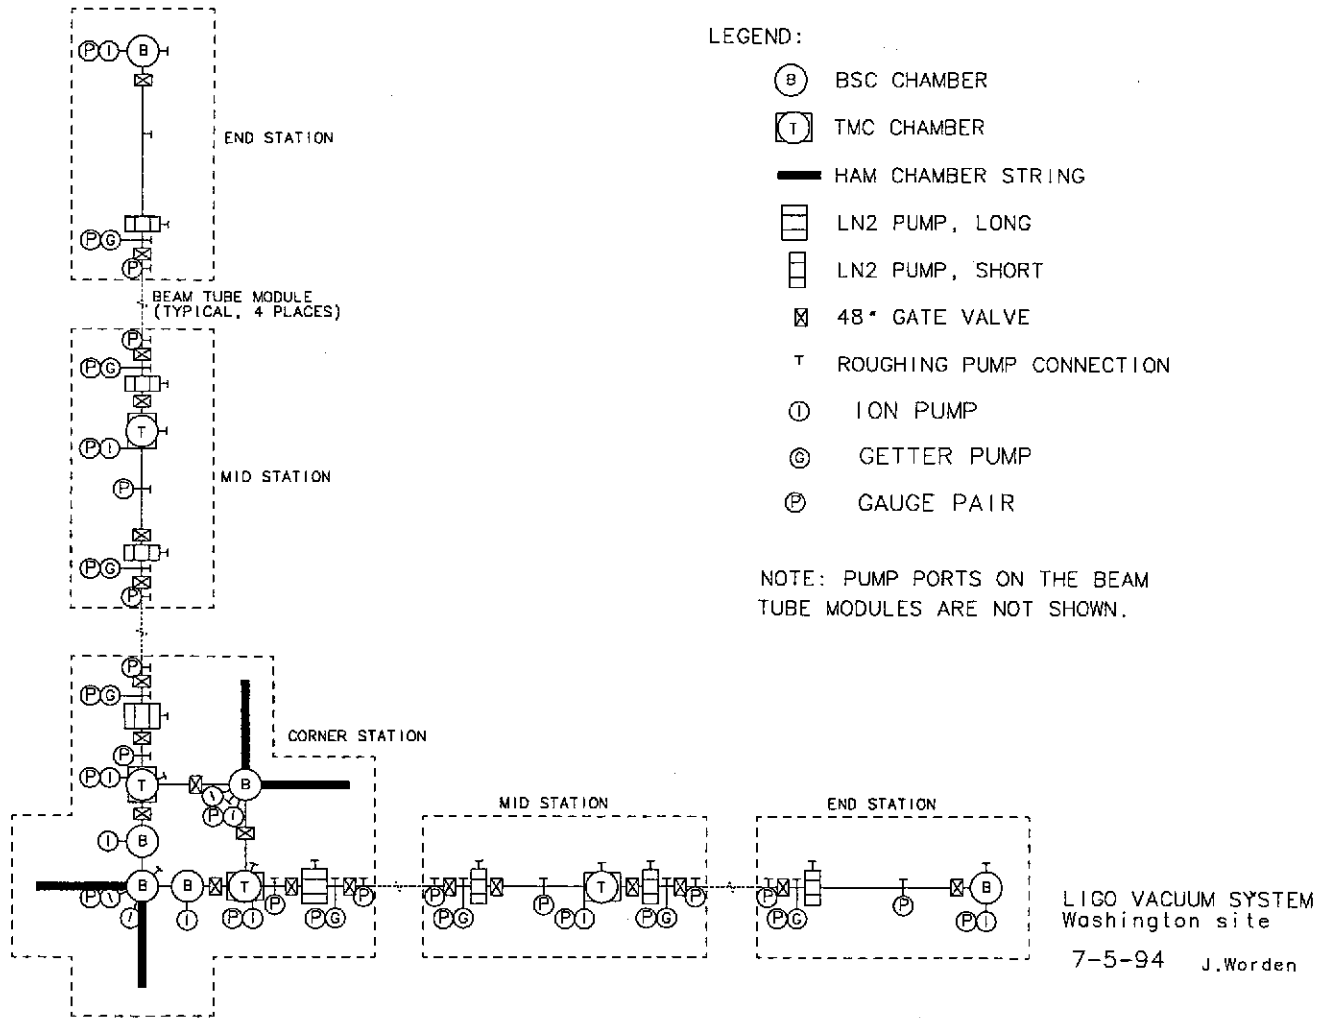 P I B
END STATION
P G
P
BEAM TUBE MODULE
(TYPICAL, 4 PLACES)
P
P G
T
P I
MID STATION
P
P G
P
P
P G
CORNER STATION
P
P I T B
I
P I
I B
B B T
P I
I I P I P P G P
MID STATION
P P G P T P I P G P
END STATION
P P G P B P I
LEGEND:
B BSC CHAMBER
T TMC CHAMBER
HAM CHAMBER STRING
LN2 PUMP, LONG
LN2 PUMP, SHORT
48" GATE VALVE
ROUGHING PUMP CONNECTION
I ION PUMP
G GETTER PUMP
P GAUGE PAIR
NOTE: PUMP PORTS ON THE BEAM
TUBE MODULES ARE NOT SHOWN.
LIGO VACUUM SYSTEM
Washington site
7-5-94 J.Worden